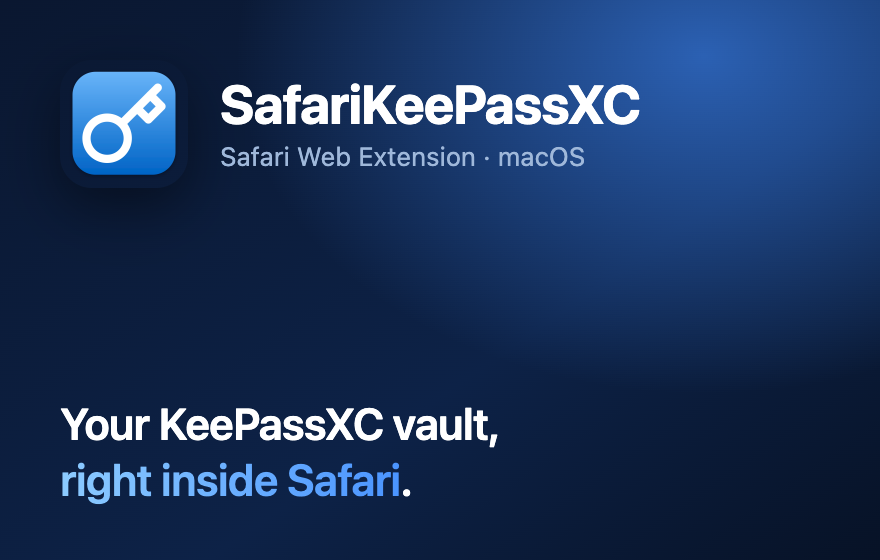 SafariKeePassXC
Safari Web Extension · macOS
Your KeePassXC vault,
right inside Safari.